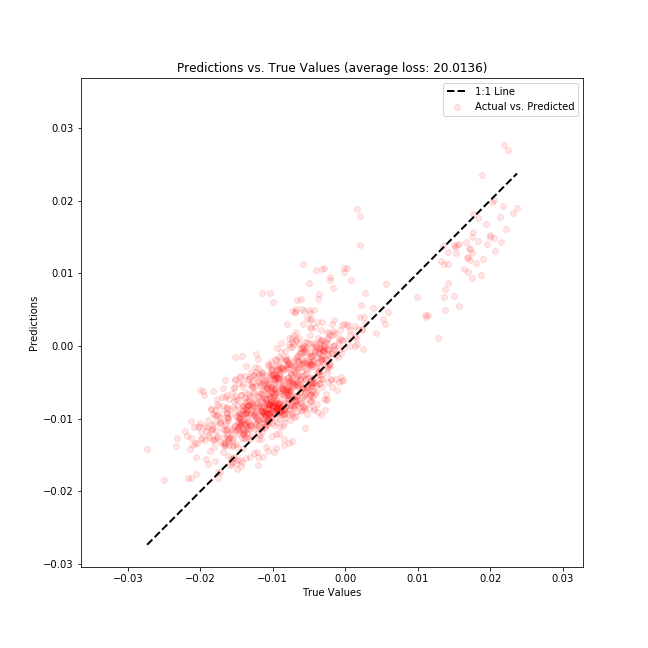 Predictions vs. True Values (average loss: 20.0136)
1:1 Line
Actual vs. Predicted
0.03
0.02
0.01
0.00
−0.01
−0.02
−0.03
Predictions
−0.03 −0.02 −0.01 0.00 0.01 0.02 0.03
True Values